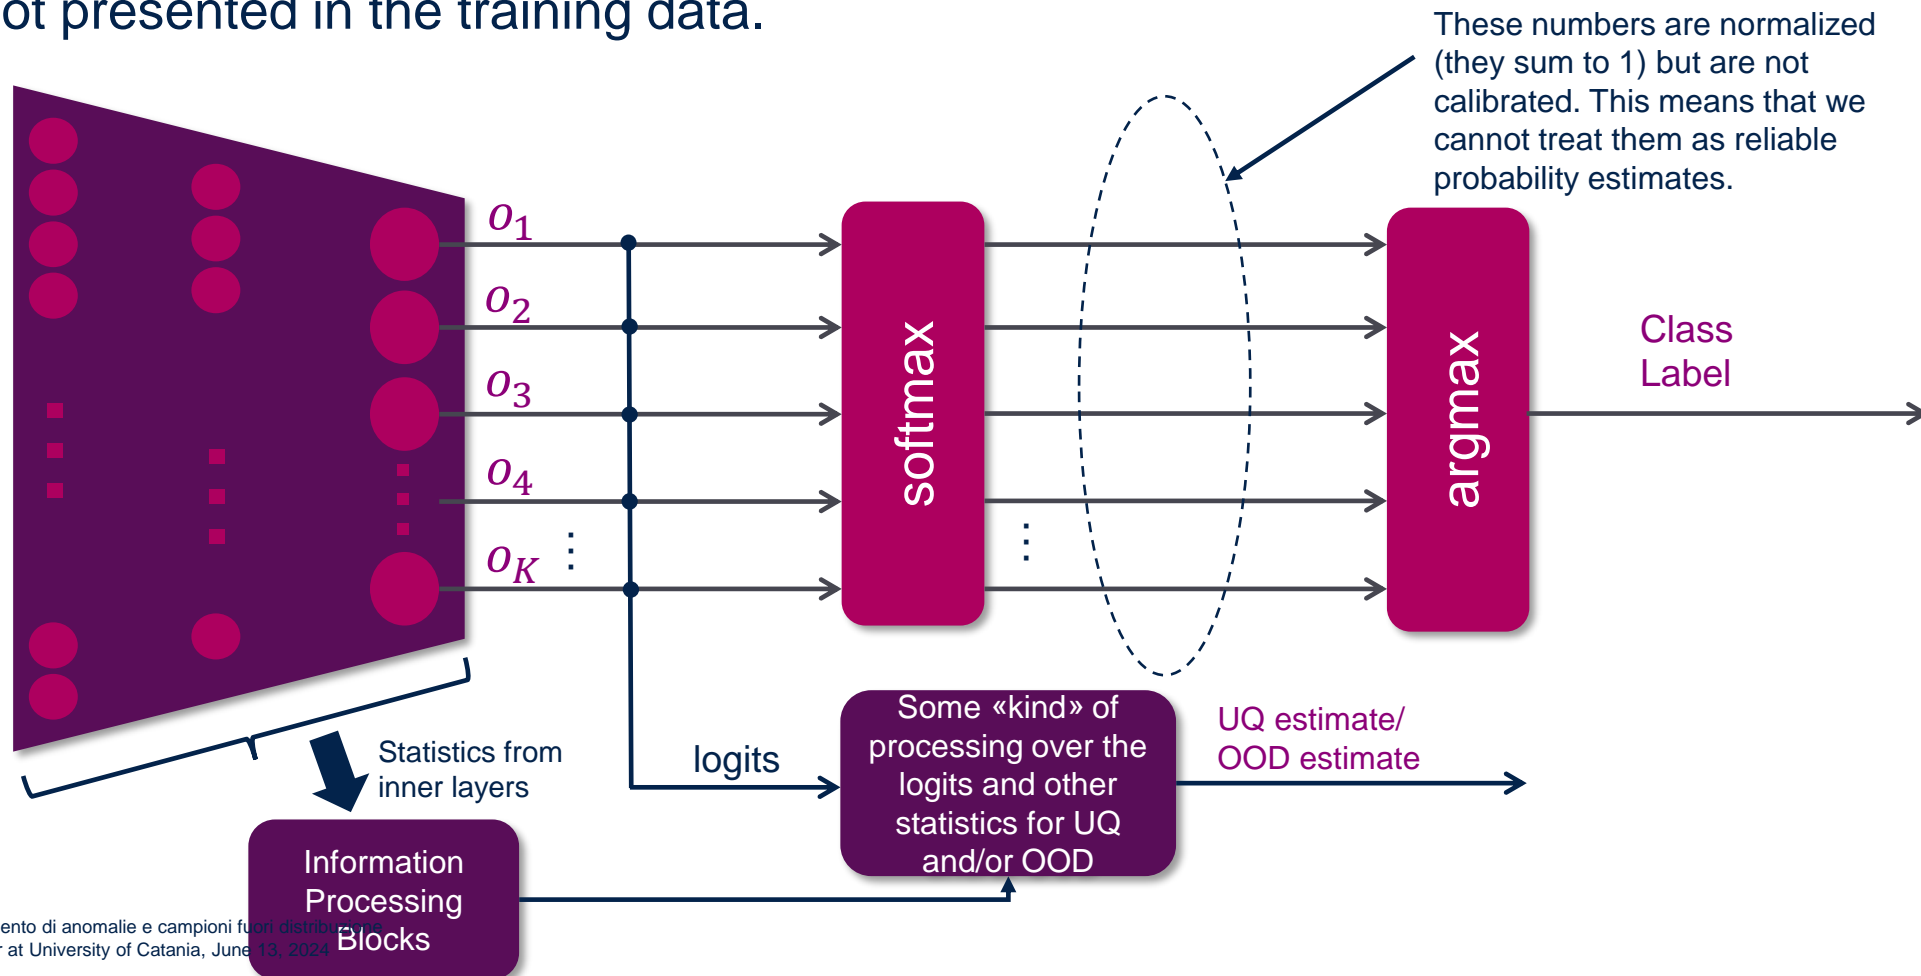 ot presented in the training data.
These numbers are normalized
(they sum to 1) but are not
calibrated. This means that we
cannot treat them as reliable
probability estimates.
o1
o2
o3
o4
oK
⋮
⋮
softmax
argmax
Class
Label
Statistics from
inner layers
logits
Some «kind» of
processing over the
logits and other
statistics for UQ
and/or OOD
UQ estimate/
OOD estimate
Information
Processing
Blocks
ento di anomalie e campioni fuori distribuzione
r at University of Catania, June 13, 2024